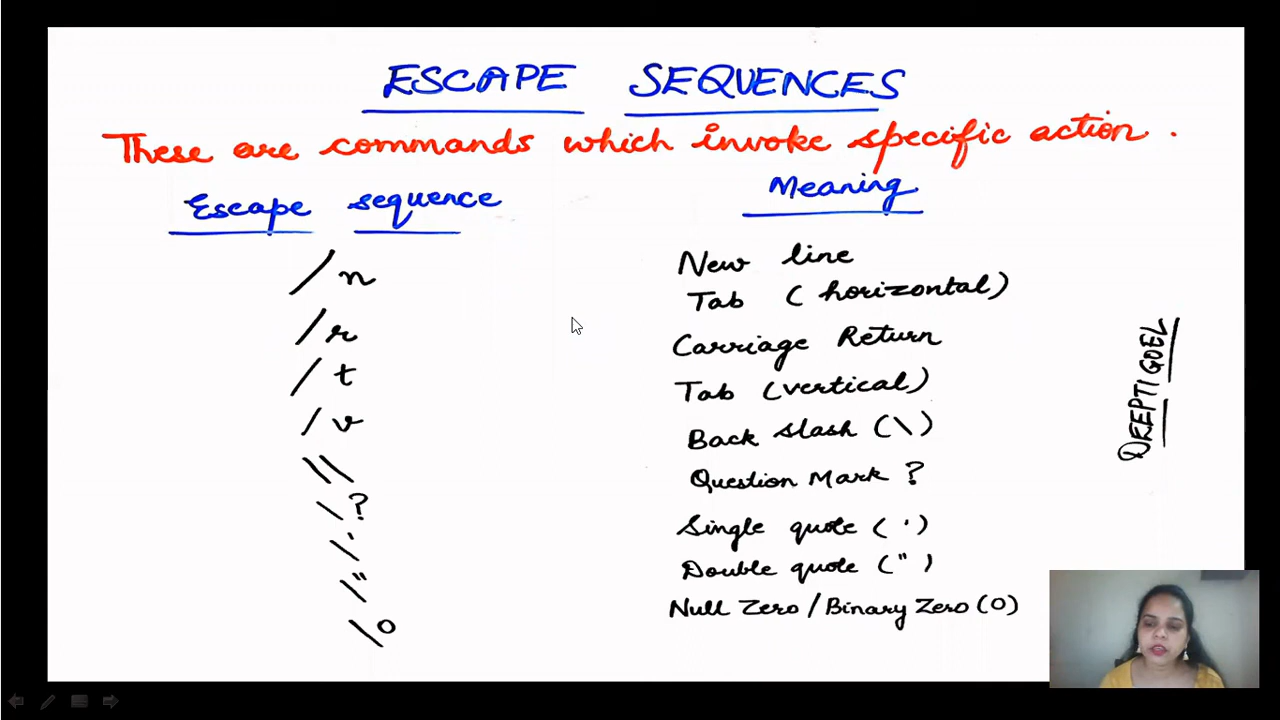 ESCAPE SEQUENCES
These are commands which invoke specific action.
Escape sequence Meaning
/n New line
Tab (horizontal)
/r Carriage Return
/t Tab (vertical)
/v Back slash (\)
\\ Question Mark ?
\? Single quote (')
\' Double quote (")
\" Null Zero/Binary Zero (0)
\0
DEEPTI GOEL